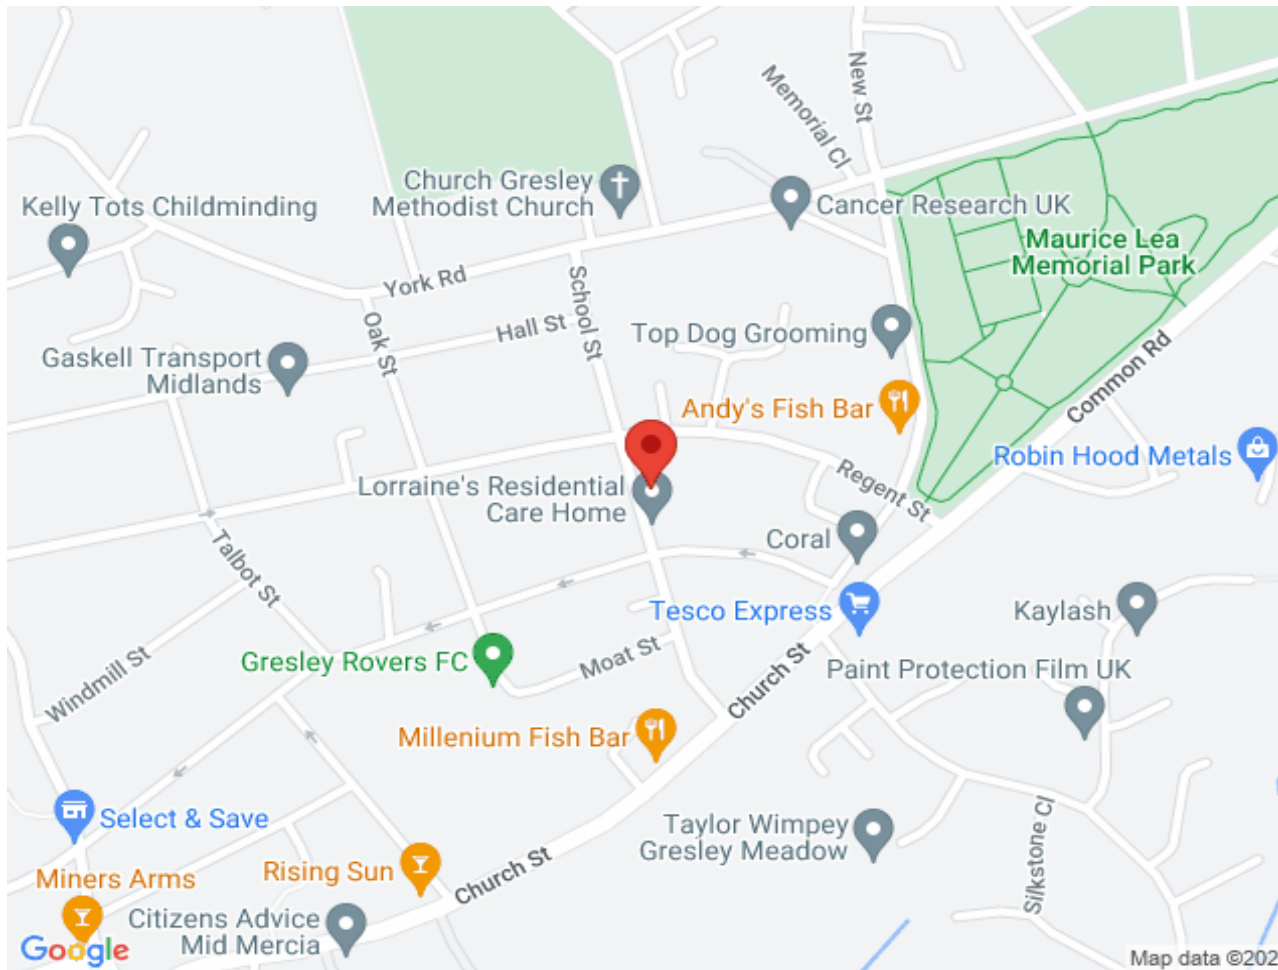 New St
Memorial Cl
Church Gresley
Methodist Church
Kelly Tots Childminding
Cancer Research UK
Maurice Lea
Memorial Park
York Rd
School St
Hall St
Oak St
Top Dog Grooming
Common Rd
Gaskell Transport
Midlands
Andy's Fish Bar
Robin Hood Metals
Lorraine's Residential
Care Home
Regent St
Coral
Talbot St
Tesco Express
Kaylash
Gresley Rovers FC
Moat St
Windmill St
Church St
Paint Protection Film UK
Millenium Fish Bar
Select & Save
Taylor Wimpey
Gresley Meadow
Silkstone Cl
Rising Sun
Church St
Miners Arms
Citizens Advice
Mid Mercia
Google
Map data ©202